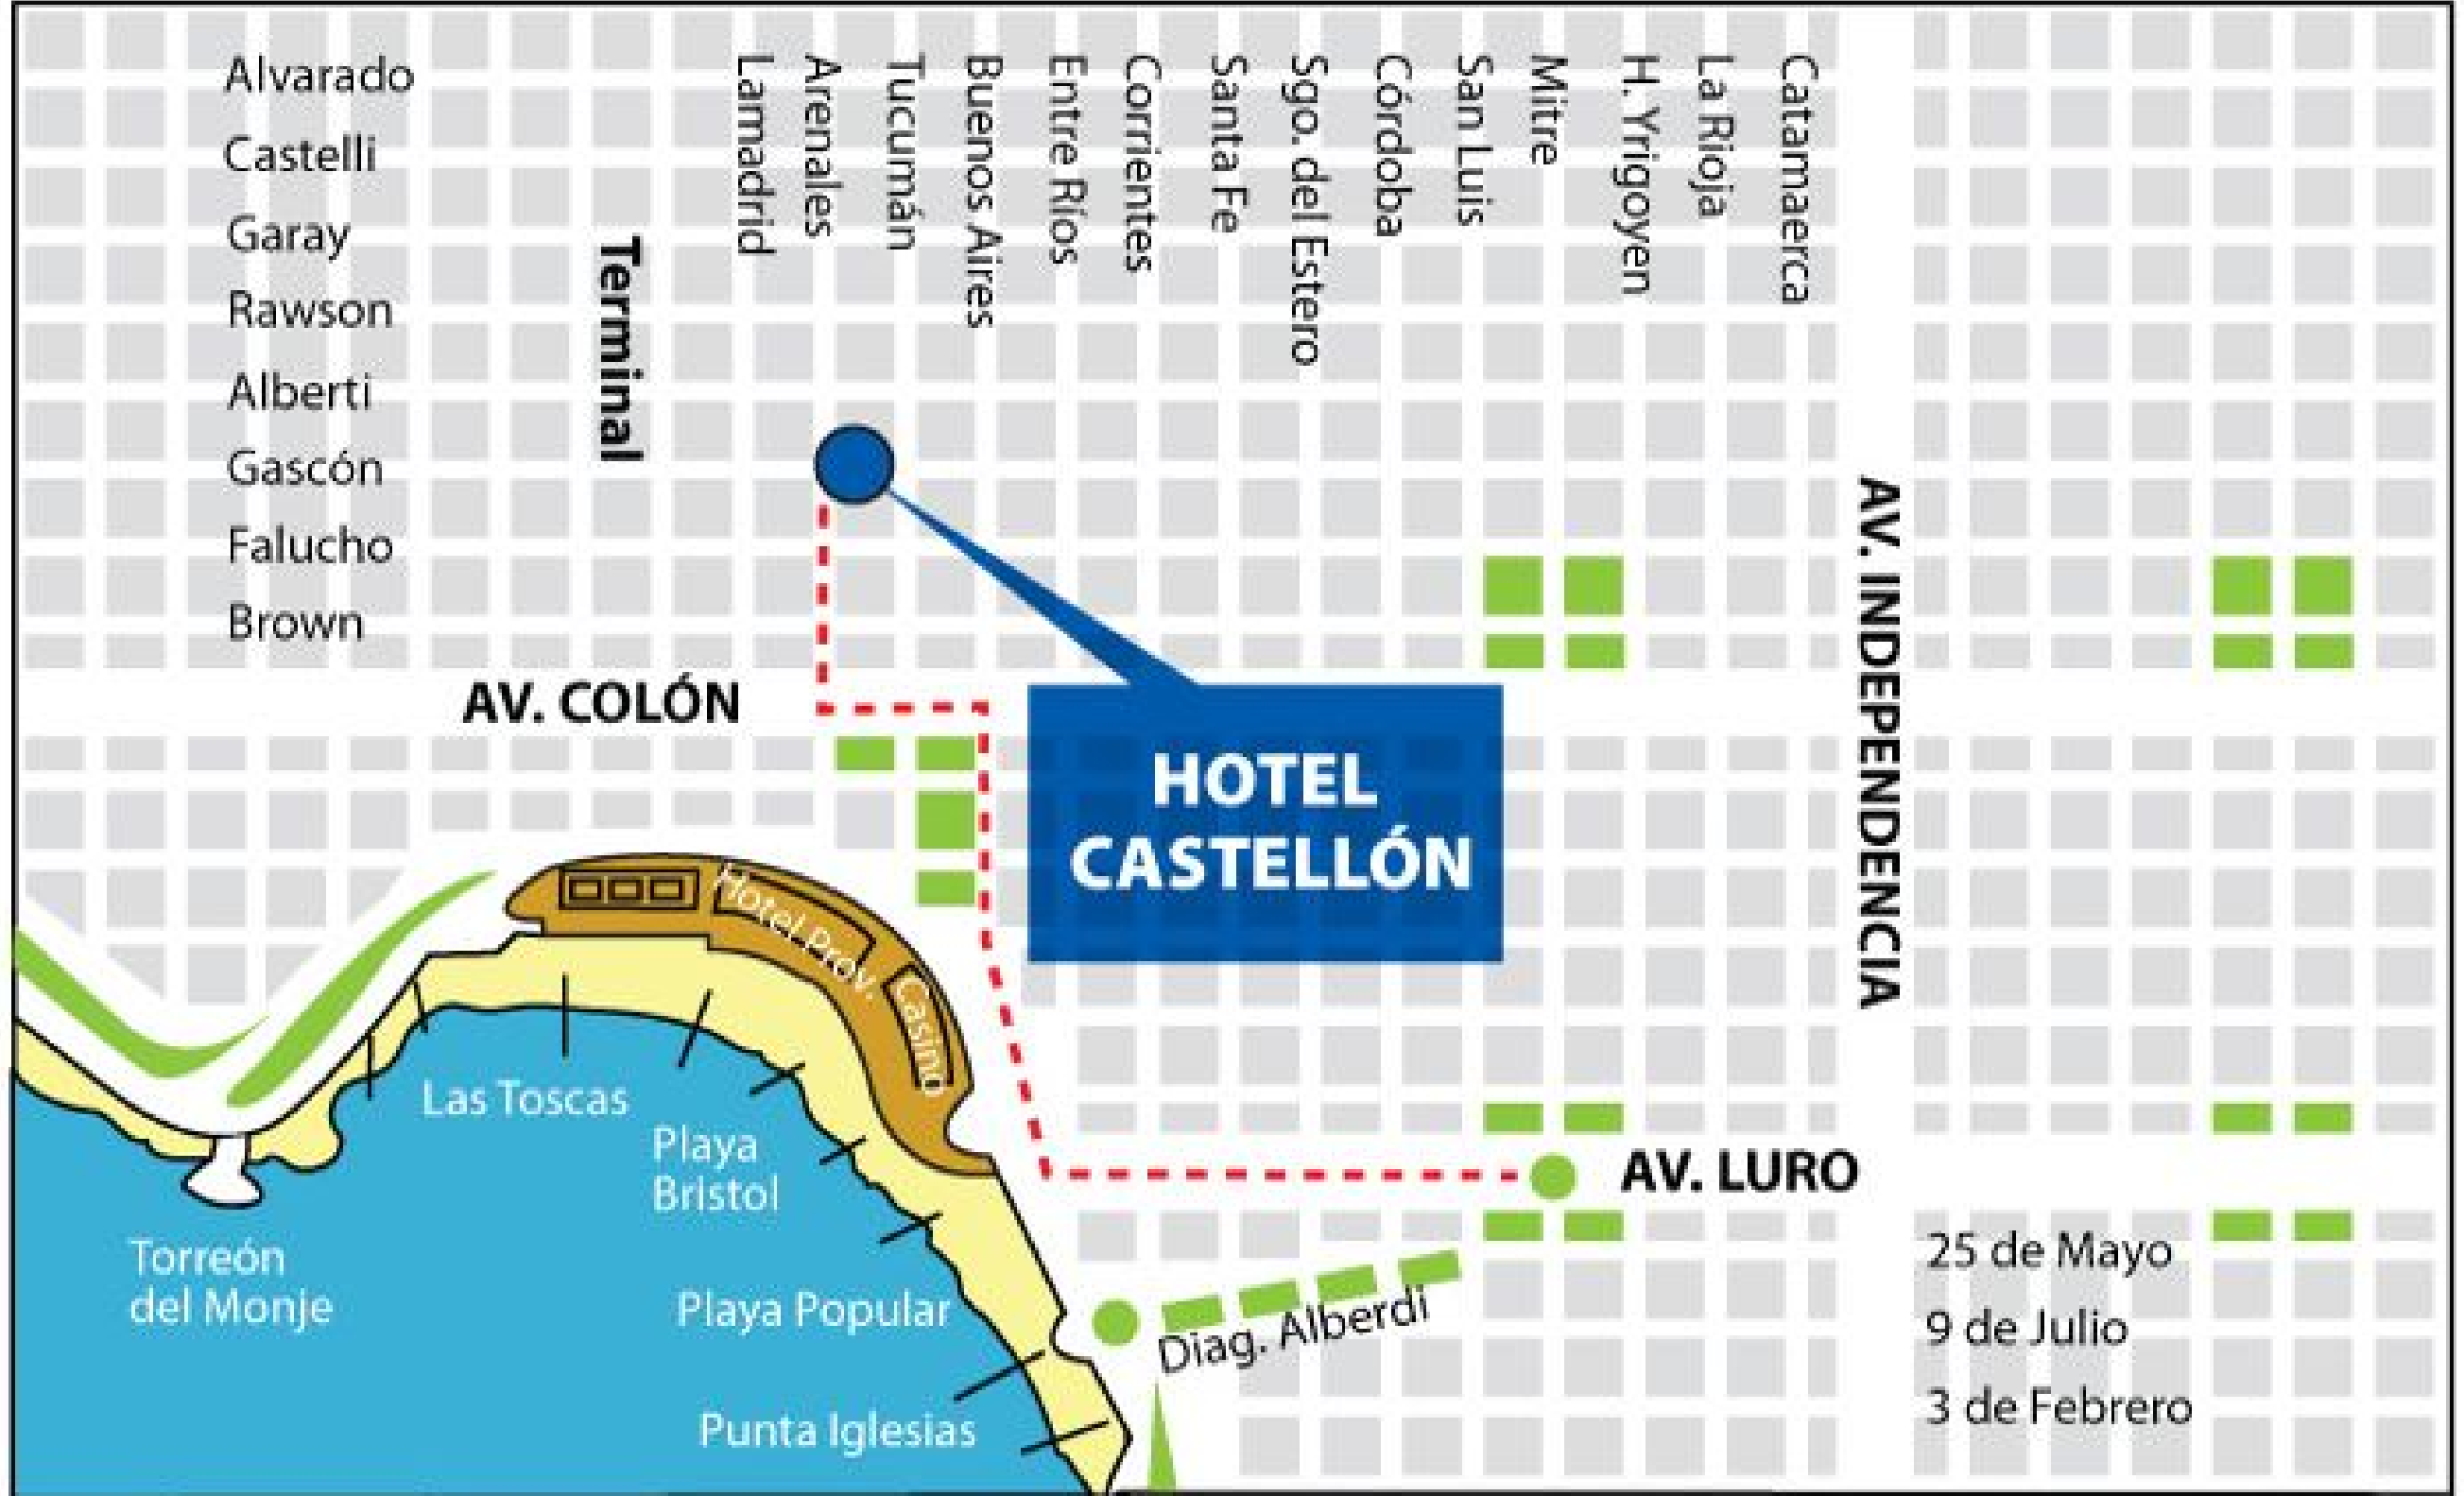 Alvarado
Castelli
Garay
Rawson
Alberti
Gascón
Falucho
Brown
Terminal
Lamadrid
Arenales
Tucumán
Buenos Aires
Entre Ríos
Corrientes
Santa Fe
Sgo. del Estero
Córdoba
San Luis
Mitre
H. Yrigoyen
La Rioja
Catamaerca
AV. INDEPENDENCIA
AV. COLÓN
HOTEL
CASTELLÓN
Hotel Prov.
Casino
Las Toscas
Playa
Bristol
Torreón
del Monje
Playa Popular
Punta Iglesias
AV. LURO
Diag. Alberdi
25 de Mayo
9 de Julio
3 de Febrero